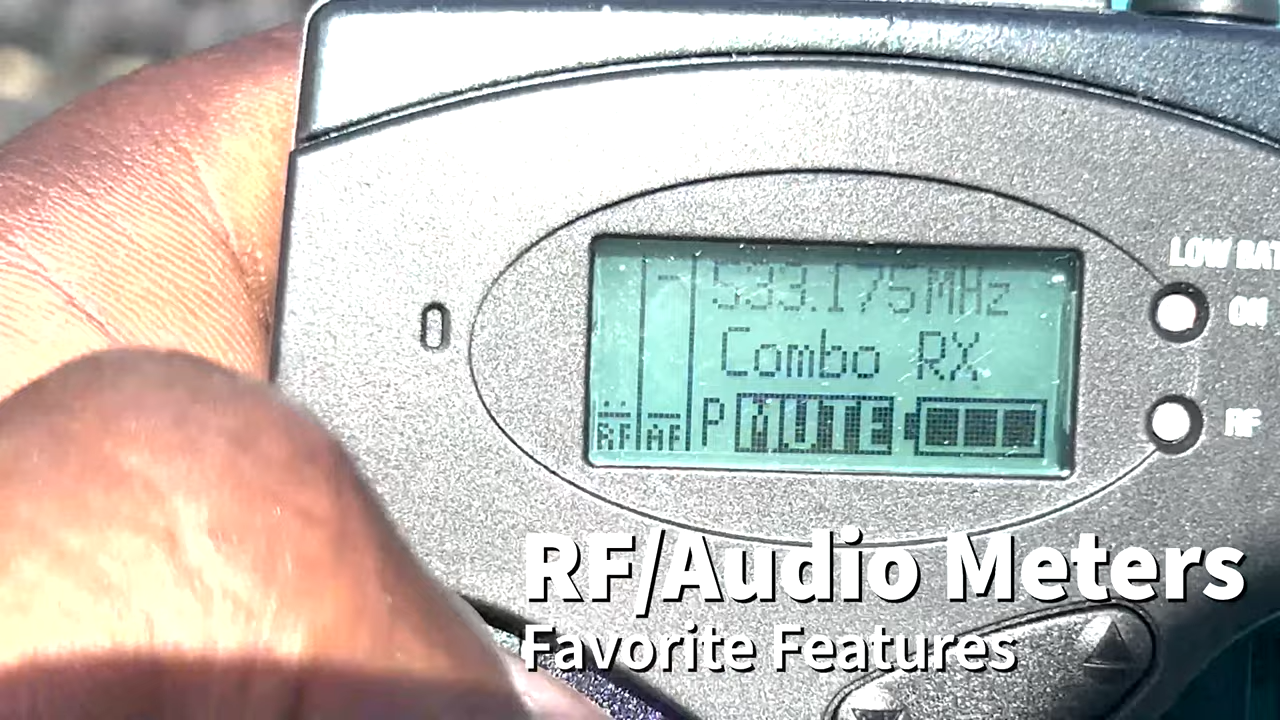 LOW BAT
ON
RF
533.175MHz
Combo RX
RF AF P MUTE
RF/Audio Meters
Favorite Features